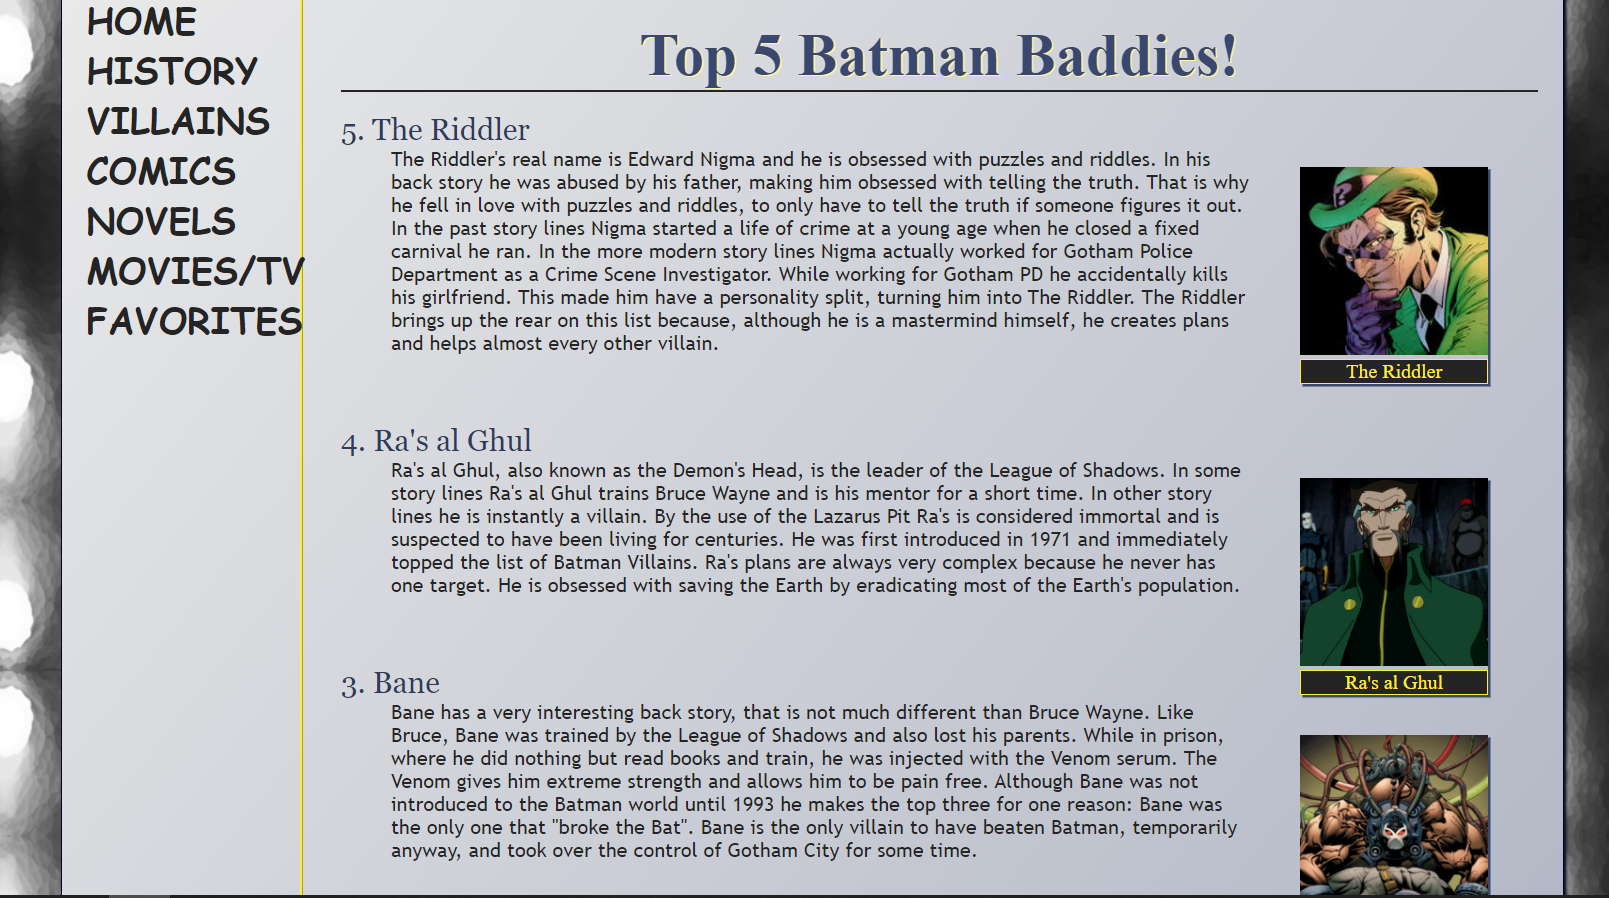 HOME
HISTORY
VILLAINS
COMICS
NOVELS
MOVIES/TV
FAVORITES
Top 5 Batman Baddies!
5. The Riddler
The Riddler's real name is Edward Nigma and he is obsessed with puzzles and riddles. In his
back story he was abused by his father, making him obsessed with telling the truth. That is why
he fell in love with puzzles and riddles, to only have to tell the truth if someone figures it out.
In the past story lines Nigma started a life of crime at a young age when he closed a fixed
carnival he ran. In the more modern story lines Nigma actually worked for Gotham Police
Department as a Crime Scene Investigator. While working for Gotham PD he accidentally kills
his girlfriend. This made him have a personality split, turning him into The Riddler. The Riddler
brings up the rear on this list because, although he is a mastermind himself, he creates plans
and helps almost every other villain.
The Riddler
4. Ra's al Ghul
Ra's al Ghul, also known as the Demon's Head, is the leader of the League of Shadows. In some
story lines Ra's al Ghul trains Bruce Wayne and is his mentor for a short time. In other story
lines he is instantly a villain. By the use of the Lazarus Pit Ra's is considered immortal and is
suspected to have been living for centuries. He was first introduced in 1971 and immediately
topped the list of Batman Villains. Ra's plans are always very complex because he never has
one target. He is obsessed with saving the Earth by eradicating most of the Earth's population.
Ra's al Ghul
3. Bane
Bane has a very interesting back story, that is not much different than Bruce Wayne. Like
Bruce, Bane was trained by the League of Shadows and also lost his parents. While in prison,
where he did nothing but read books and train, he was injected with the Venom serum. The
Venom gives him extreme strength and allows him to be pain free. Although Bane was not
introduced to the Batman world until 1993 he makes the top three for one reason: Bane was
the only one that "broke the Bat". Bane is the only villain to have beaten Batman, temporarily
anyway, and took over the control of Gotham City for some time.